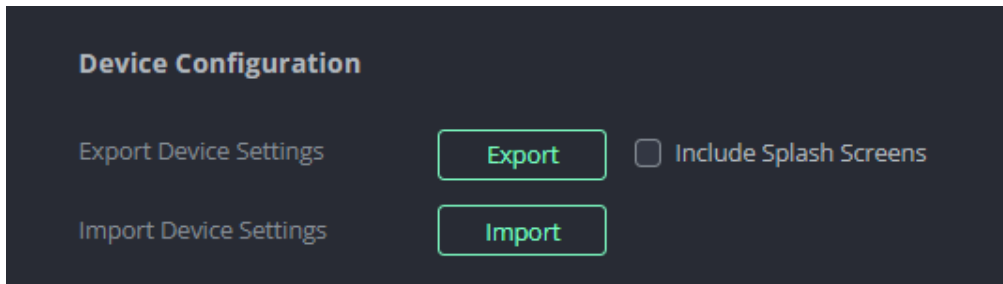 Device Configuration
Export Device Settings Export Include Splash Screens
Import Device Settings Import